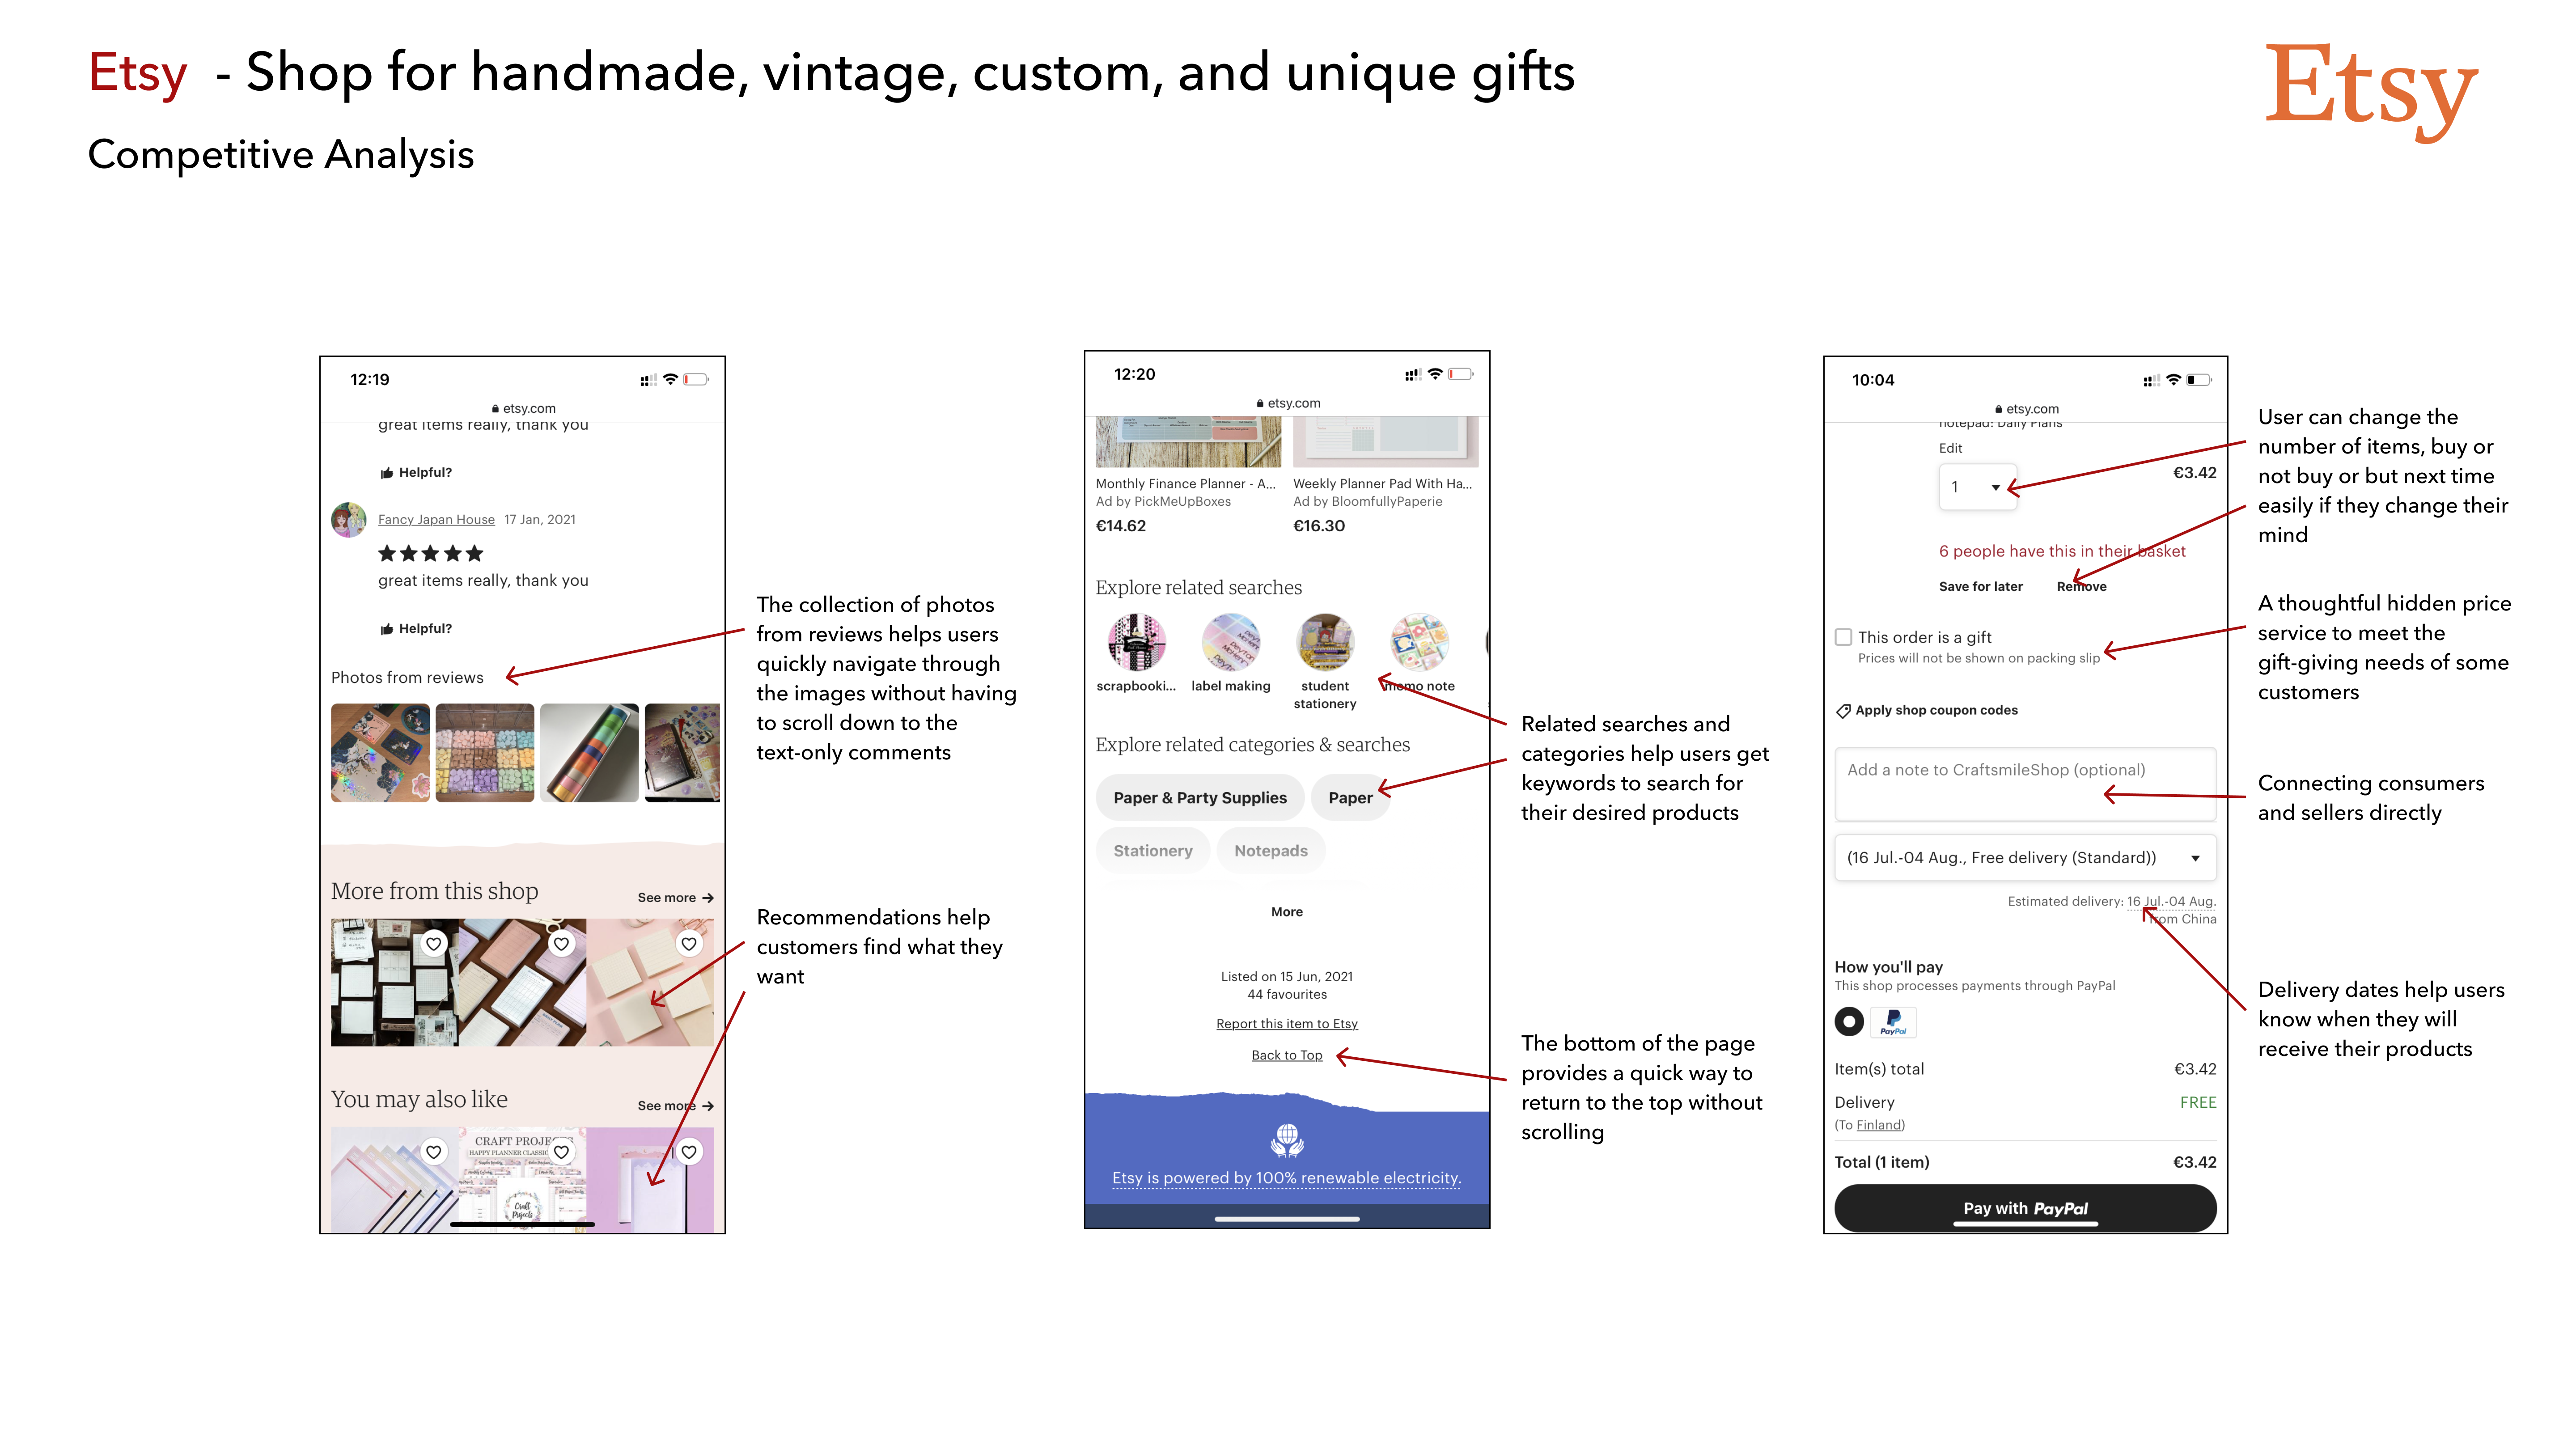 Etsy - Shop for handmade, vintage, custom, and unique gifts
Etsy
Competitive Analysis
12:19
etsy.com
great items really, thank you
Helpful?
Fancy Japan House 17 Jan, 2021
great items really, thank you
Helpful?
Photos from reviews
More from this shop
See more →
You may also like
See more →
CRAFT PROJECTS
HAPPY PLANNER CLASSIC
Craft
Projects
The collection of photos
from reviews helps users
quickly navigate through
the images without having
to scroll down to the
text-only comments
Recommendations help
customers find what they
want
12:20
etsy.com
Monthly Finance Planner - A...
Weekly Planner Pad With Ha...
Ad by PickMeUpBoxes
Ad by BloomfullyPaperie
€14.62
€16.30
Explore related searches
scrapbooki...
label making
student
stationery
memo note
Explore related categories & searches
Paper & Party Supplies
Paper
Stationery
Notepads
More
Listed on 15 Jun, 2021
44 favourites
Report this item to Etsy
Back to Top
Etsy is powered by 100% renewable electricity.
Related searches and
categories help users get
keywords to search for
their desired products
The bottom of the page
provides a quick way to
return to the top without
scrolling
10:04
etsy.com
notepad: Daily Plans
Edit
1
€3.42
6 people have this in their basket
Save for later
Remove
This order is a gift
Prices will not be shown on packing slip
Apply shop coupon codes
Add a note to CraftsmileShop (optional)
(16 Jul.-04 Aug., Free delivery (Standard))
Estimated delivery: 16 Jul.-04 Aug.
from China
How you'll pay
This shop processes payments through PayPal
PayPal
Item(s) total
€3.42
Delivery
FREE
(To Finland)
Total (1 item)
€3.42
Pay with PayPal
User can change the
number of items, buy or
not buy or but next time
easily if they change their
mind
A thoughtful hidden price
service to meet the
gift-giving needs of some
customers
Connecting consumers
and sellers directly
Delivery dates help users
know when they will
receive their products